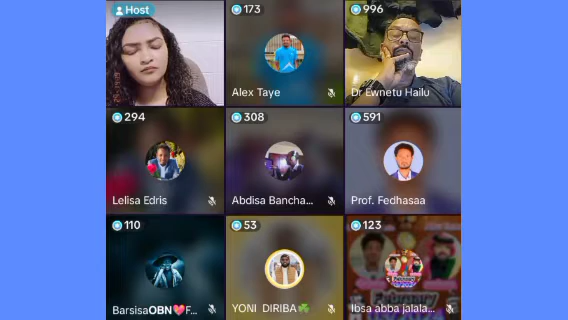 Host
173
996
Alex Taye
Dr Ewnetu Hailu
294
308
591
Lelisa Edris
Abdisa Bancha...
Prof. Fedhasaa
110
53
123
BarsisaOBN❤️F...
YONI DIRIBA☘️
Ibsa abba jalala...
February